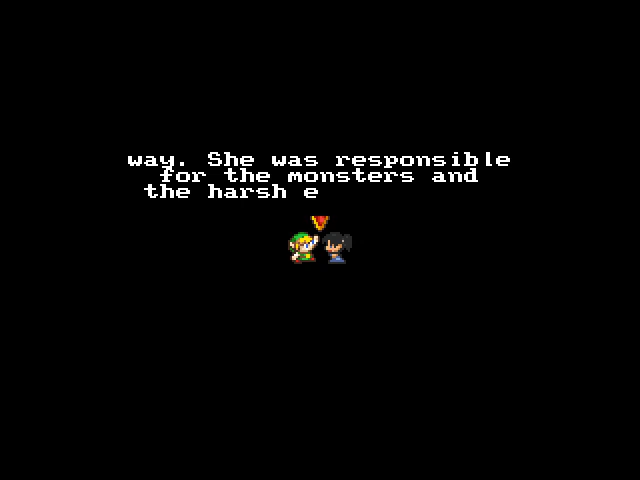 way. She was responsible
for the monsters and
the harsh e